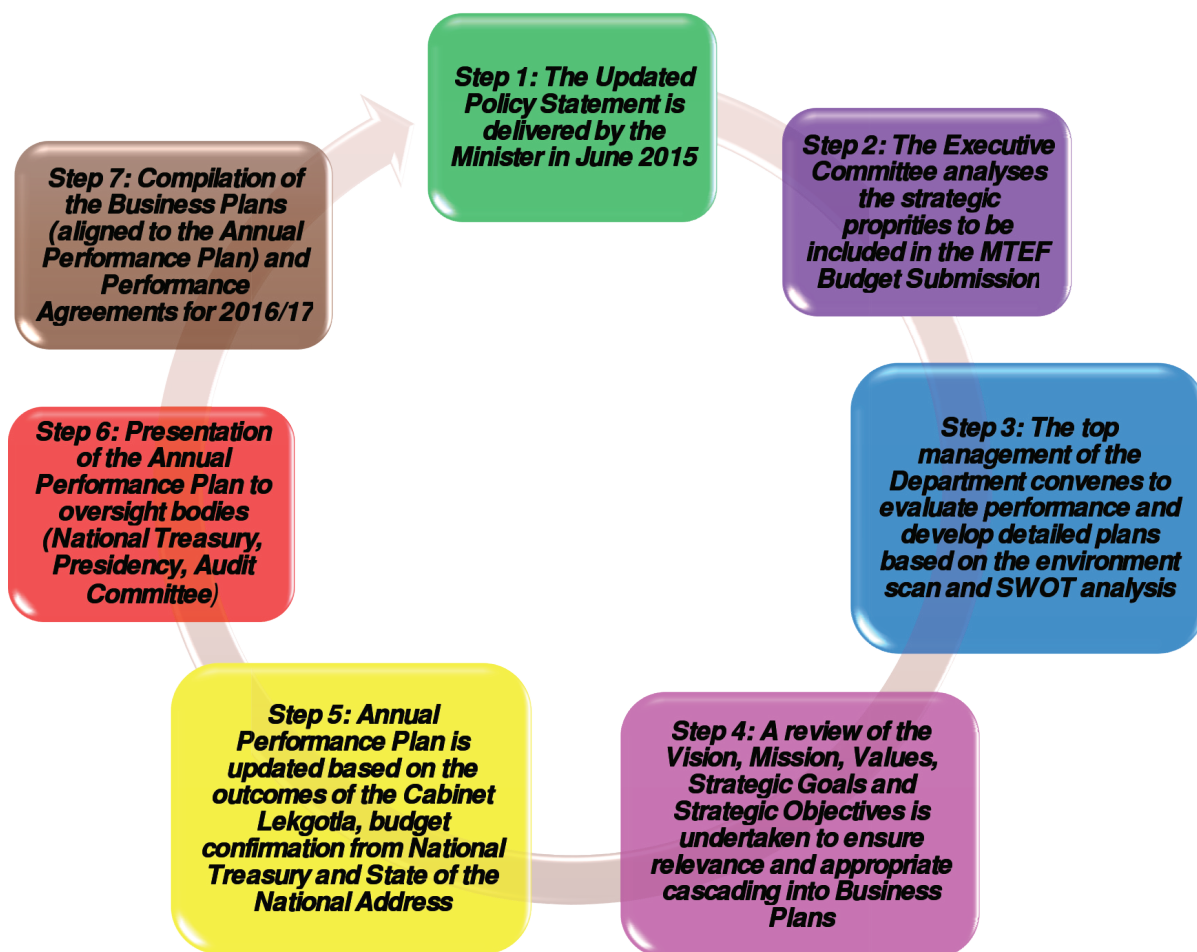 Step 1: The Updated
Policy Statement is
delivered by the
Minister in June 2015
Step 2: The Executive
Committee analyses
the strategic
proprities to be
included in the MTEF
Budget Submission
Step 3: The top
management of the
Department convenes to
evaluate performance and
develop detailed plans
based on the environment
scan and SWOT analysis
Step 4: A review of the
Vision, Mission, Values,
Strategic Goals and
Strategic Objectives is
undertaken to ensure
relevance and appropriate
cascading into Business
Plans
Step 5: Annual
Performance Plan is
updated based on the
outcomes of the Cabinet
Lekgotla, budget
confirmation from National
Treasury and State of the
National Address
Step 6: Presentation
of the Annual
Performance Plan to
oversight bodies
(National Treasury,
Presidency, Audit
Committee)
Step 7: Compilation of
the Business Plans
(aligned to the Annual
Performance Plan) and
Performance
Agreements for 2016/17